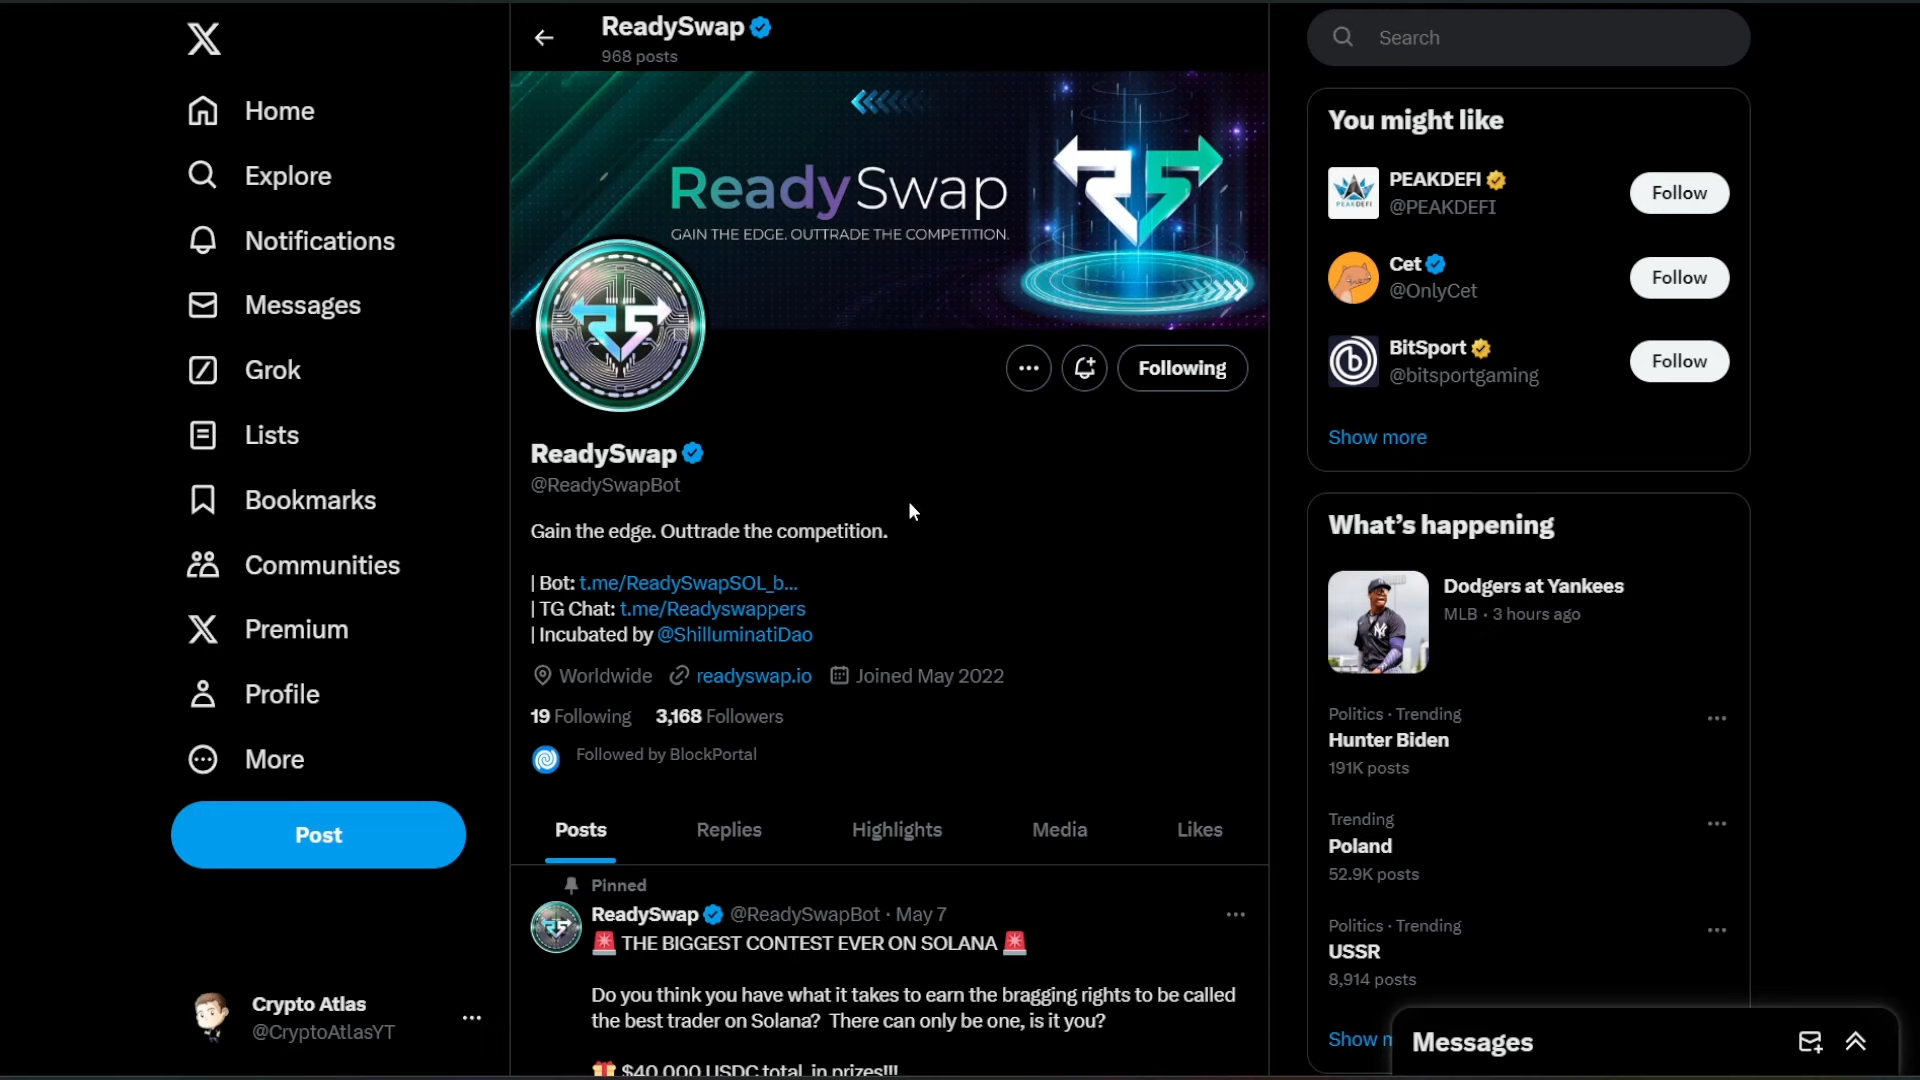 Home
Explore
Notifications
Messages
Grok
Lists
Bookmarks
Communities
Premium
Profile
More
Post
Crypto Atlas
@CryptoAtlasYT
ReadySwap
968 posts
ReadySwap
GAIN THE EDGE. OUTTRADE THE COMPETITION.
Following
ReadySwap
@ReadySwapBot
Gain the edge. Outtrade the competition.
| Bot: t.me/ReadySwapSOL_b...
| TG Chat: t.me/Readyswappers
| Incubated by @ShilluminatiDao
Worldwide readyswap.io Joined May 2022
19 Following 3,168 Followers
Followed by BlockPortal
Posts Replies Highlights Media Likes
Pinned
ReadySwap @ReadySwapBot · May 7
🚨 THE BIGGEST CONTEST EVER ON SOLANA 🚨
Do you think you have what it takes to earn the bragging rights to be called
the best trader on Solana? There can only be one, is it you?
🎁 $40,000 USDC total, in prizes!!!
Search
You might like
PEAKDEFI
@PEAKDEFI
Follow
Cet
@OnlyCet
Follow
BitSport
@bitsportgaming
Follow
Show more
What's happening
Dodgers at Yankees
MLB · 3 hours ago
Politics · Trending
Hunter Biden
191K posts
Trending
Poland
52.9K posts
Politics · Trending
USSR
8,914 posts
Show
Messages